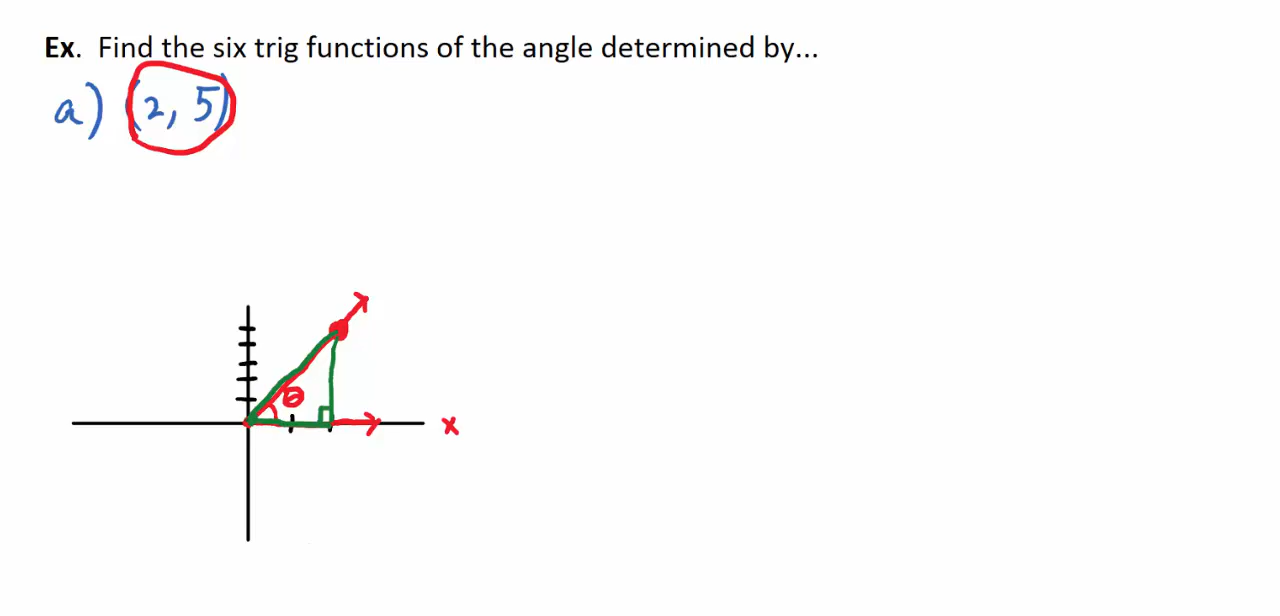 Ex. Find the six trig functions of the angle determined by...
a) (2, 5)
θ
x